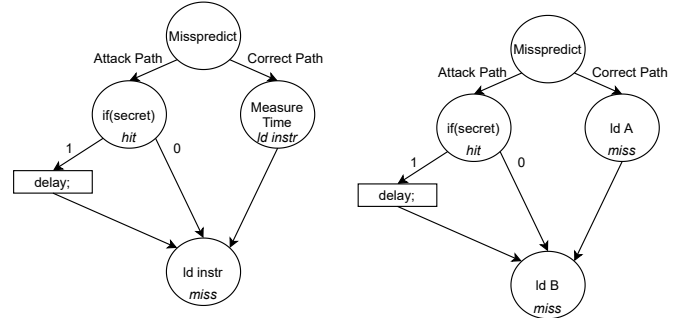 Misspredict
Attack Path
Correct Path
if(secret)
hit
Measure
Time
ld instr
1
0
delay;
ld instr
miss
Misspredict
Attack Path
Correct Path
if(secret)
hit
ld A
miss
1
0
delay;
ld B
miss